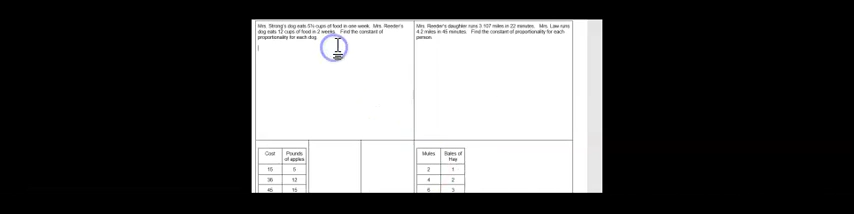 Mrs. Strong's dog eats 5½ cups of food in one week. Mrs. Reeder's
dog eats 12 cups of food in 2 weeks. Find the constant of
proportionality for each dog.
Mrs. Reeder's daughter runs 3.107 miles in 22 minutes. Mrs. Law runs
4.2 miles in 45 minutes. Find the constant of proportionality for each
person.
Cost Pounds
of apples
15 5
36 12
45 15
Mules Bales of
Hay
2 1
4 2
6 3